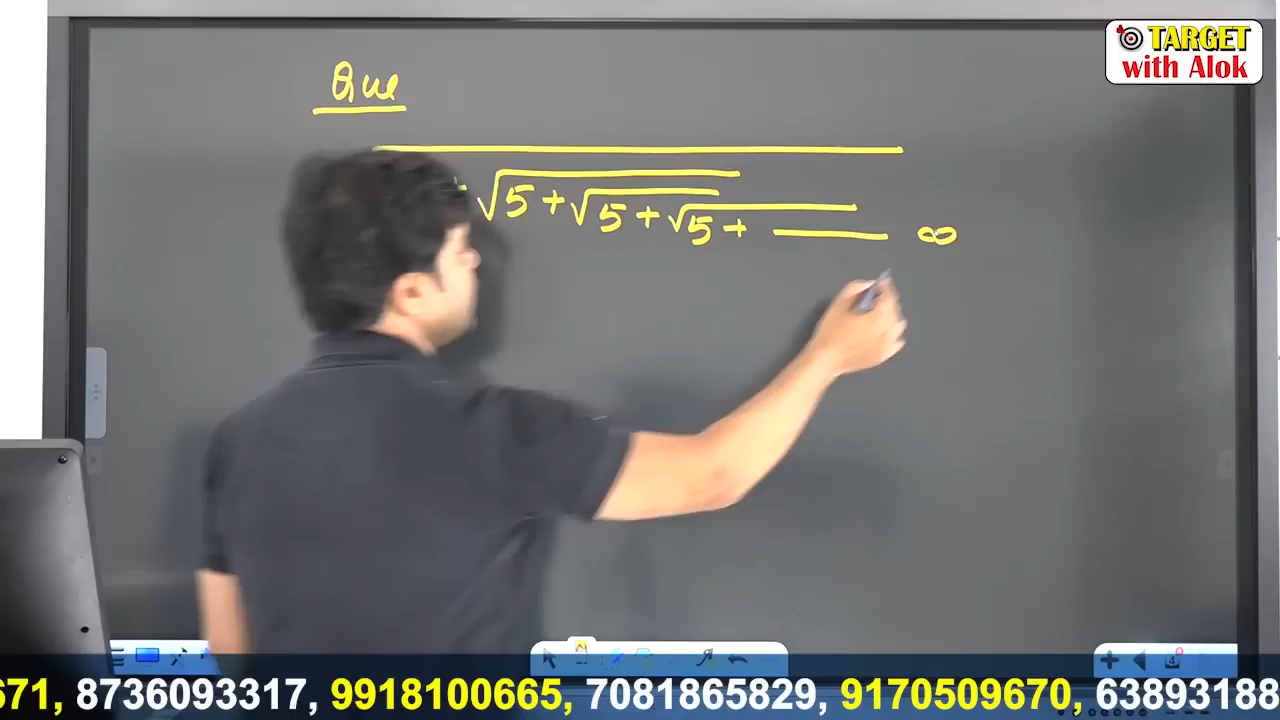 TARGET
with Alok
Que
√5 + √5 + √5 + ____ ∞
671, 8736093317, 9918100665, 7081865829, 9170509670, 63893188